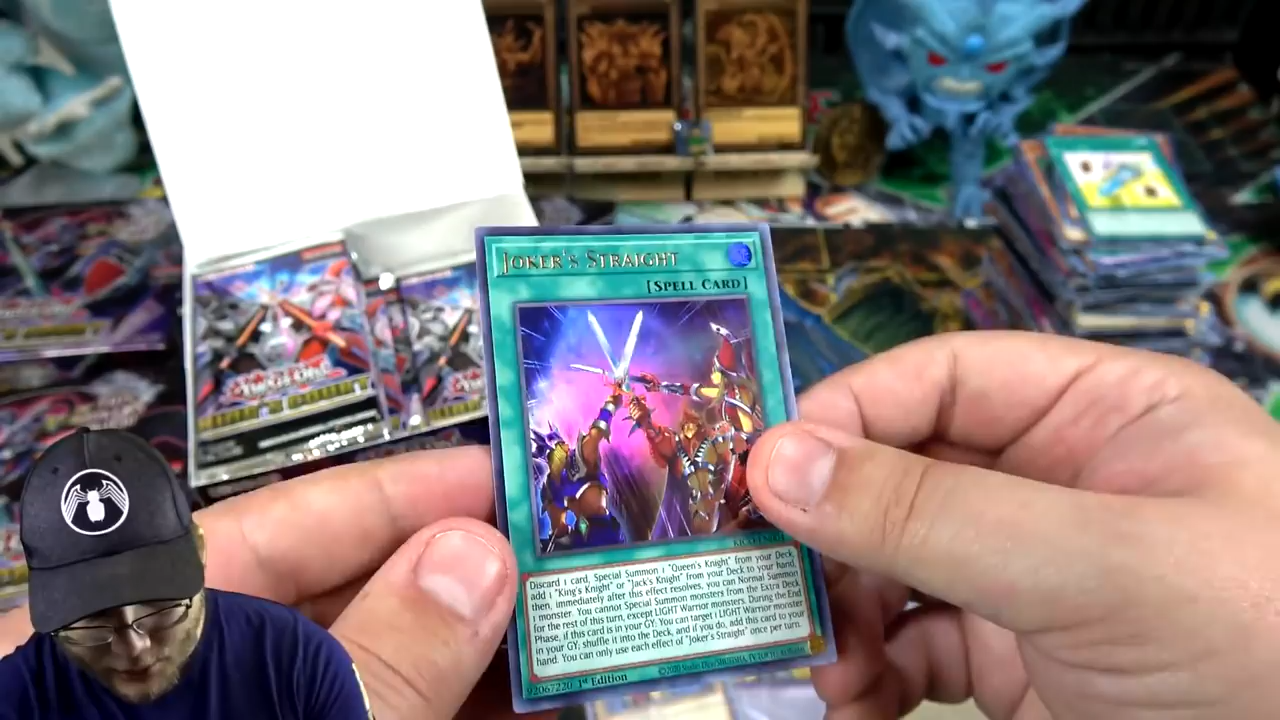 JOKER'S STRAIGHT
[SPELL CARD]
Discard 1 card, Special Summon 1 "Queen's Knight" from your Deck,
add 1 "King's Knight" or "Jack's Knight" from your Deck to your hand,
then, immediately after this effect resolves, you can Normal Summon
1 monster. You cannot Special Summon monsters from the Extra Deck
for the rest of this turn, except LIGHT Warrior monsters. During the End
Phase, if this card is in your GY: You can target 1 LIGHT Warrior monster
in your GY; shuffle it into the Deck, and if you do, add this card to your
hand. You can only use each effect of "Joker's Straight" once per turn.
92067220 1st Edition
KING'S COURT